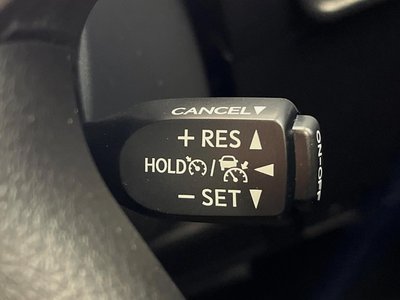 CANCEL▼
+ RES ▲
HOLD / ◀
− SET ▼
ON-OFF